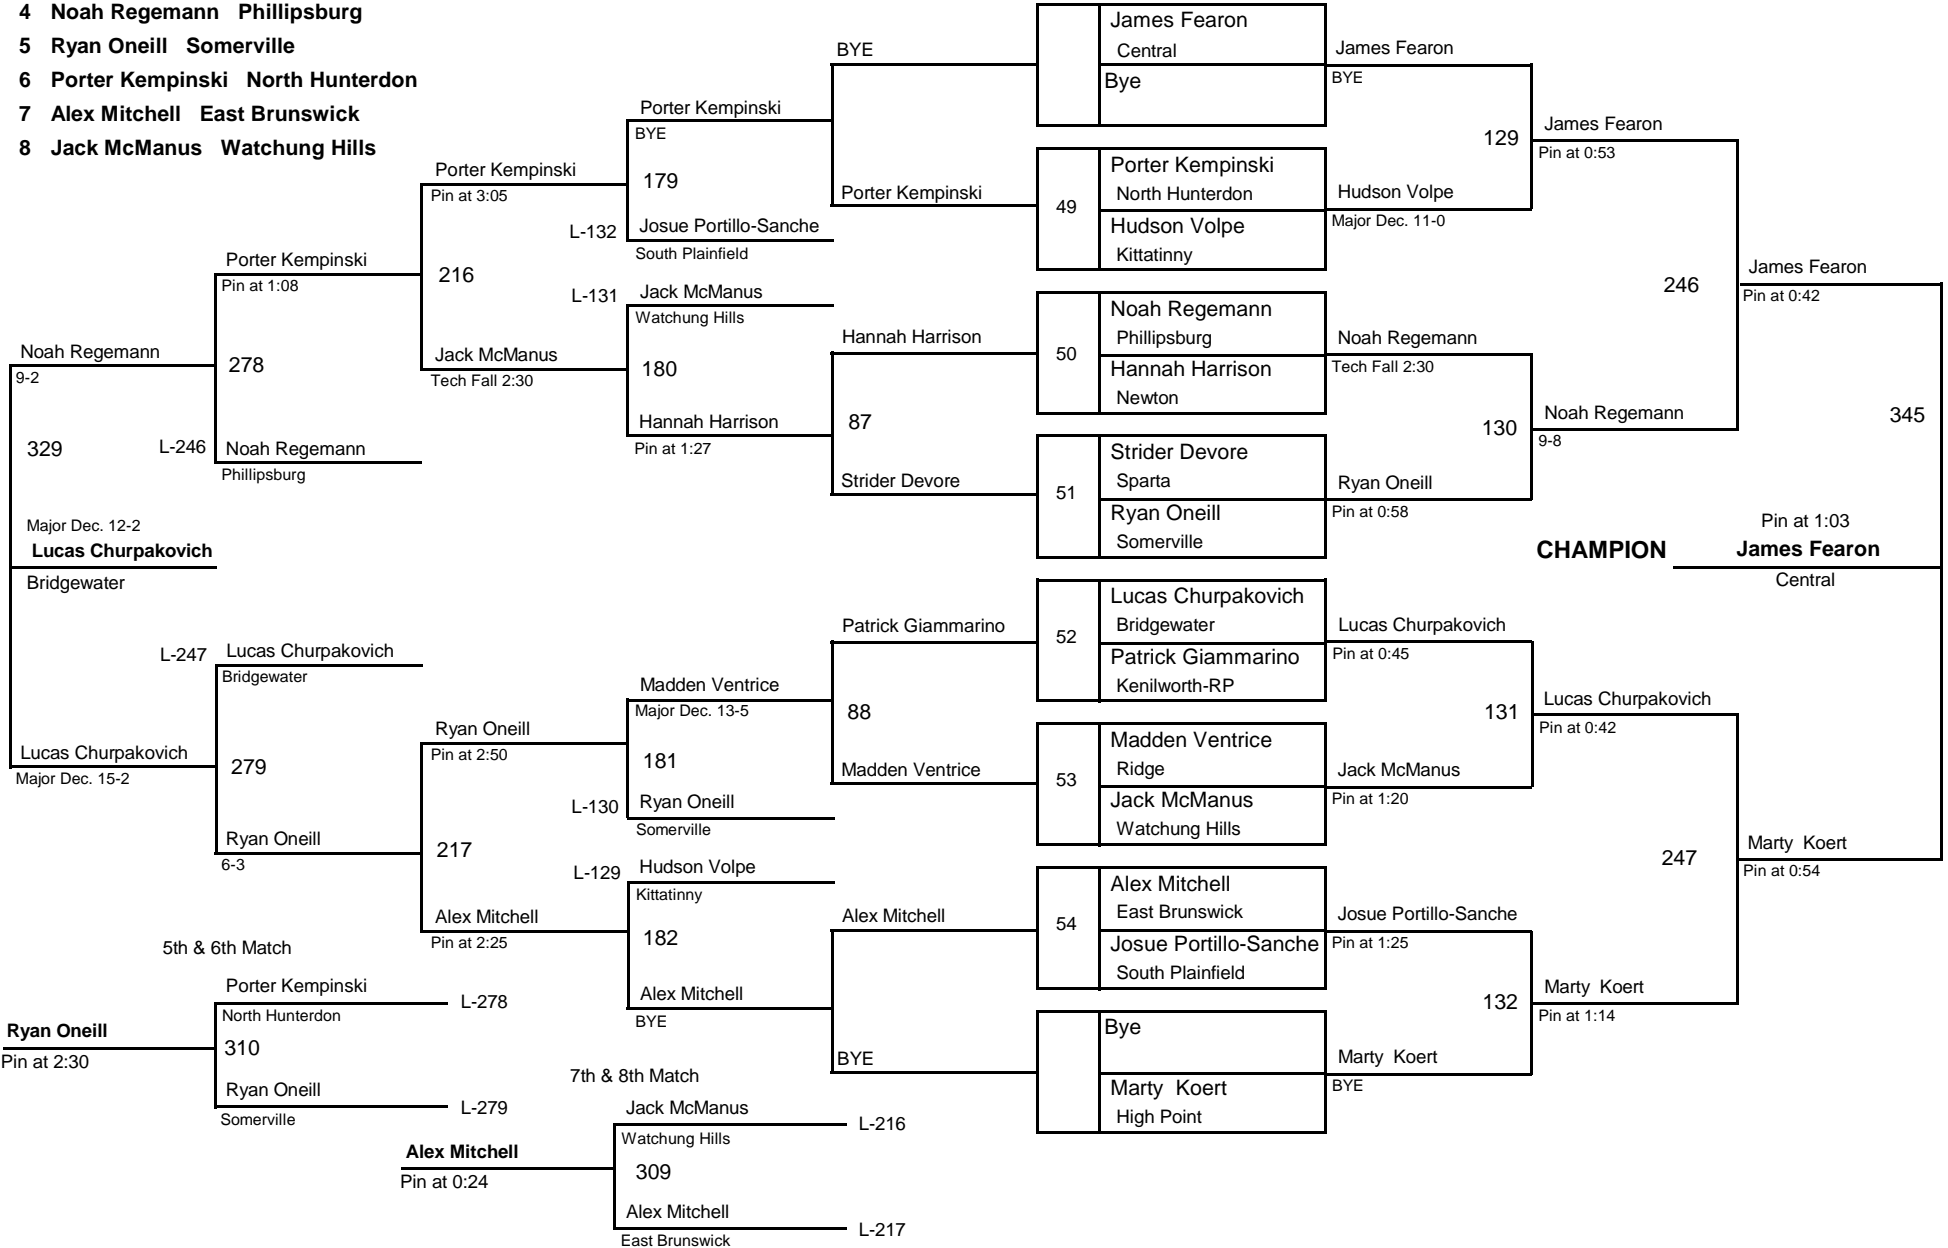 4 Noah Regemann Phillipsburg
5 Ryan Oneill Somerville
6 Porter Kempinski North Hunterdon
7 Alex Mitchell East Brunswick
8 Jack McManus Watchung Hills
Noah Regemann
9-2
329
Major Dec. 12-2
Lucas Churpakovich
Bridgewater
Lucas Churpakovich
Major Dec. 15-2
Porter Kempinski
Pin at 1:08
278
L-246 Noah Regemann
Phillipsburg
L-247 Lucas Churpakovich
Bridgewater
279
Ryan Oneill
6-3
5th & 6th Match
Porter Kempinski
L-278
North Hunterdon
Ryan Oneill
310
Pin at 2:30
Ryan Oneill
L-279
Somerville
Porter Kempinski
Pin at 3:05
216
Jack McManus
Tech Fall 2:30
Ryan Oneill
Pin at 2:50
217
Alex Mitchell
Pin at 2:25
Porter Kempinski
BYE
179
L-132 Josue Portillo-Sanche
South Plainfield
L-131 Jack McManus
Watchung Hills
180
Hannah Harrison
Pin at 1:27
Madden Ventrice
Major Dec. 13-5
181
L-130 Ryan Oneill
Somerville
L-129 Hudson Volpe
Kittatinny
182
Alex Mitchell
BYE
7th & 8th Match
Jack McManus
L-216
Watchung Hills
Alex Mitchell
309
Pin at 0:24
Alex Mitchell
L-217
East Brunswick
BYE
Porter Kempinski
Hannah Harrison
87
Strider Devore
Patrick Giammarino
88
Madden Ventrice
Alex Mitchell
BYE
James Fearon
Central
Bye
49
Porter Kempinski
North Hunterdon
Hudson Volpe
Kittatinny
50
Noah Regemann
Phillipsburg
Hannah Harrison
Newton
51
Strider Devore
Sparta
Ryan Oneill
Somerville
52
Lucas Churpakovich
Bridgewater
Patrick Giammarino
Kenilworth-RP
53
Madden Ventrice
Ridge
Jack McManus
Watchung Hills
54
Alex Mitchell
East Brunswick
Josue Portillo-Sanche
South Plainfield
Bye
Marty Koert
High Point
James Fearon
BYE
129
Hudson Volpe
Major Dec. 11-0
Noah Regemann
Tech Fall 2:30
130
Ryan Oneill
Pin at 0:58
Lucas Churpakovich
Pin at 0:45
131
Jack McManus
Pin at 1:20
Josue Portillo-Sanche
Pin at 1:25
132
Marty Koert
BYE
James Fearon
Pin at 0:53
246
Noah Regemann
9-8
Lucas Churpakovich
Pin at 0:42
247
Marty Koert
Pin at 1:14
James Fearon
Pin at 0:42
345
Pin at 1:03
CHAMPION James Fearon
Central
Marty Koert
Pin at 0:54